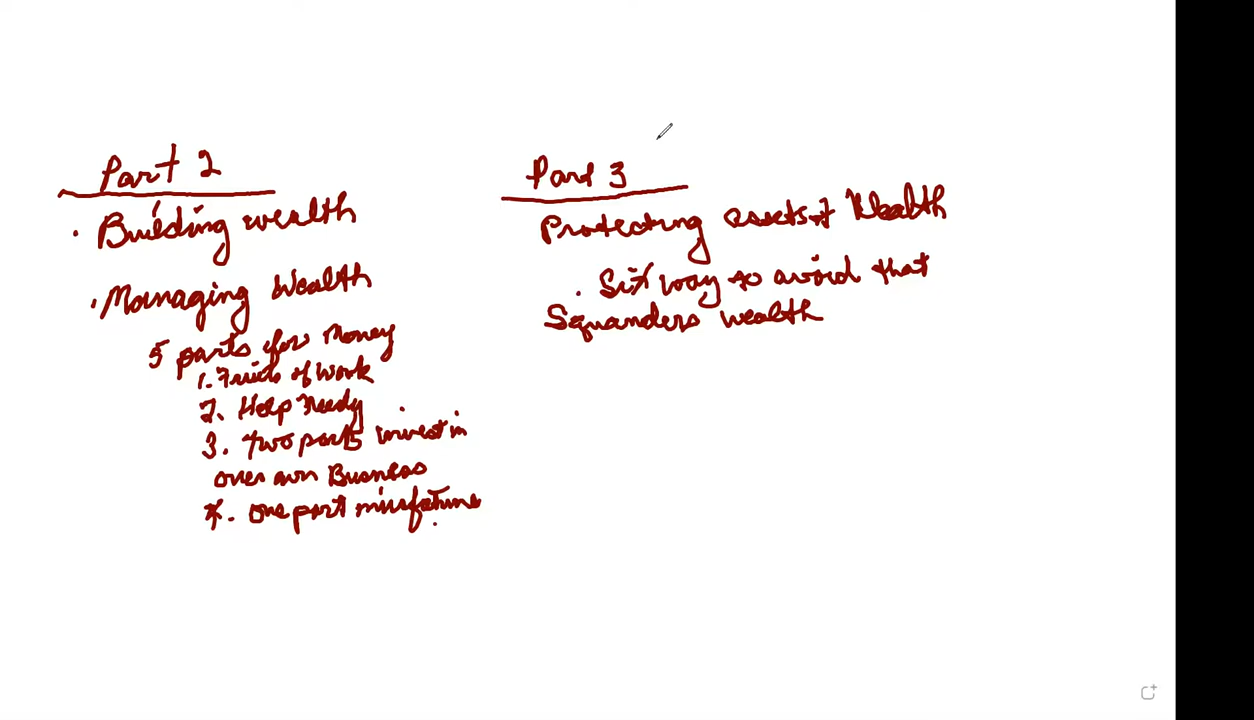 Part 2
· Building wealth
· Managing Wealth
5 parts for Money
1. Fruits of Work
2. Help Needy
3. Two parts invest in
ones own Business
4. one part misfortune
Part 3
Protecting assets & Wealth
· Six way to avoid that
Squanders wealth